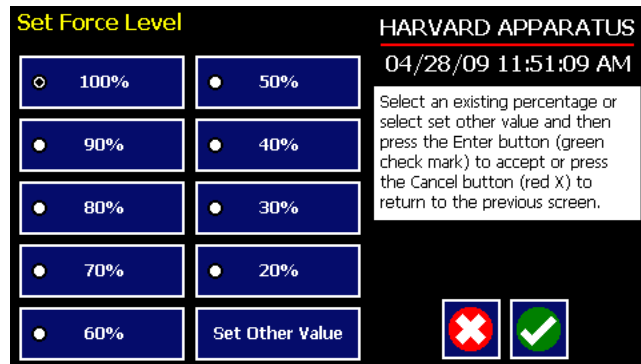 Set Force Level
HARVARD APPARATUS
04/28/09 11:51:09 AM
100%
50%
90%
40%
80%
30%
70%
20%
60%
Set Other Value
Select an existing percentage or
select set other value and then
press the Enter button (green
check mark) to accept or press
the Cancel button (red X) to
return to the previous screen.